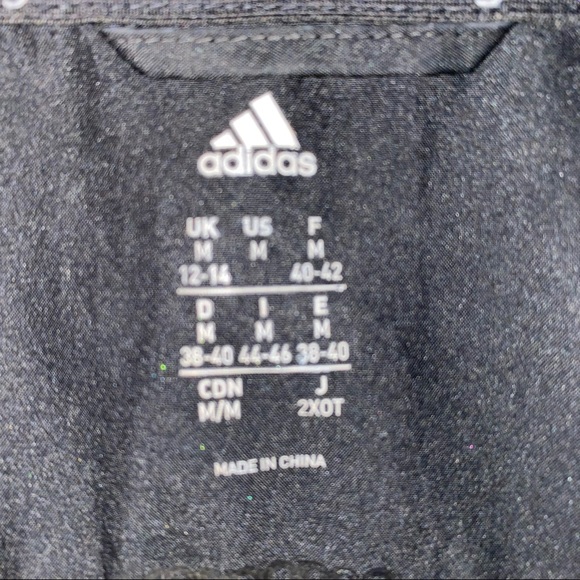 adidas
UK US F
M M M
12-14 40-42
D I E
M M M
38-40 44-46 38-40
CDN J
M/M 2XOT
MADE IN CHINA